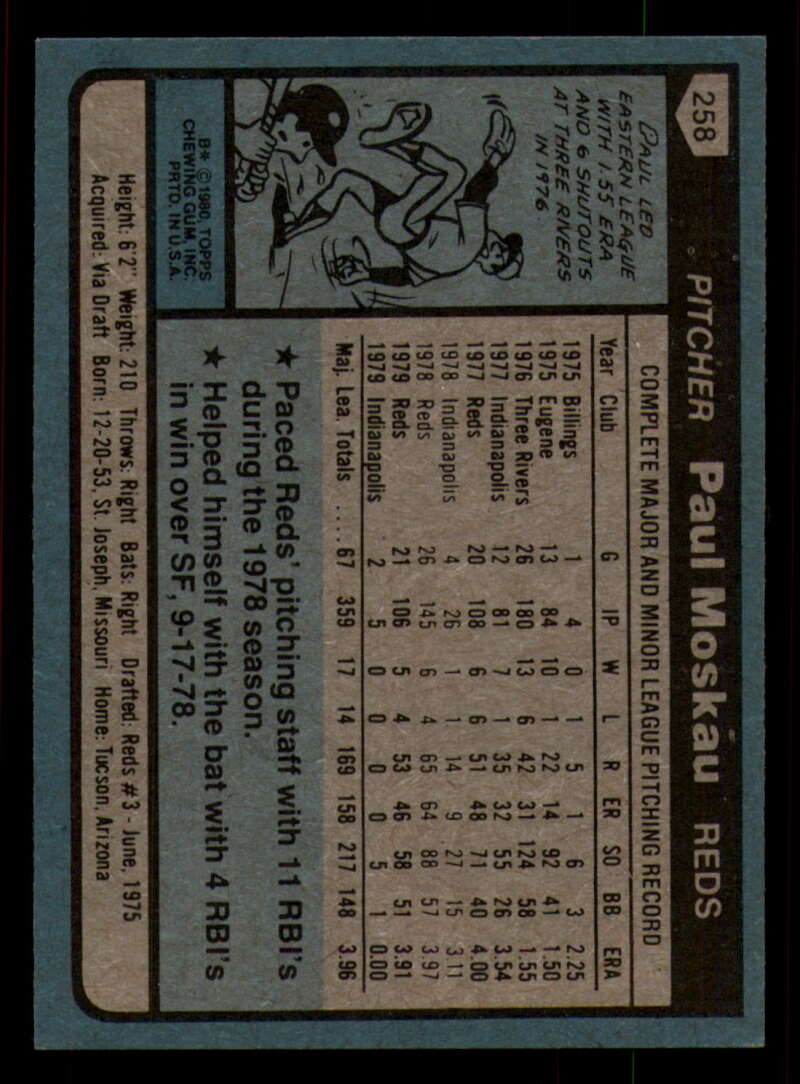 258
PITCHER Paul Moskau REDS
PAUL LED
EASTERN LEAGUE
WITH 1.55 ERA
AND 6 SHUTOUTS
AT THREE RIVERS
IN 1976
B* © 1980, TOPPS
CHEWING GUM, INC.
PRTD. IN U.S.A.
COMPLETE MAJOR AND MINOR LEAGUE PITCHING RECORD
Year Club G IP W L R ER SO BB ERA
1975 Billings 1 4 0 1 5 1 6 3 2.25
1975 Eugene 13 84 10 1 22 14 92 41 1.50
1976 Three Rivers 26 180 13 6 42 31 124 58 1.55
1977 Indianapolis 12 81 7 1 35 32 55 26 3.54
1977 Reds 20 108 6 6 51 48 71 40 4.00
1978 Indianapolis 4 26 1 1 14 9 27 15 3.11
1978 Reds 26 145 6 4 65 64 88 57 3.97
1979 Reds 21 106 5 4 53 46 58 51 3.91
1979 Indianapolis 2 5 0 0 0 0 5 1 0.00
Maj. Lea. Totals .... 67 359 17 14 169 158 217 148 3.96
★ Paced Reds' pitching staff with 11 RBI's
during the 1978 season.
★ Helped himself with the bat with 4 RBI's
in win over SF, 9-17-78.
Height: 6'2" Weight: 210 Throws: Right Bats: Right Drafted: Reds #3 - June, 1975
Acquired: Via Draft Born: 12-20-53, St. Joseph, Missouri Home: Tucson, Arizona